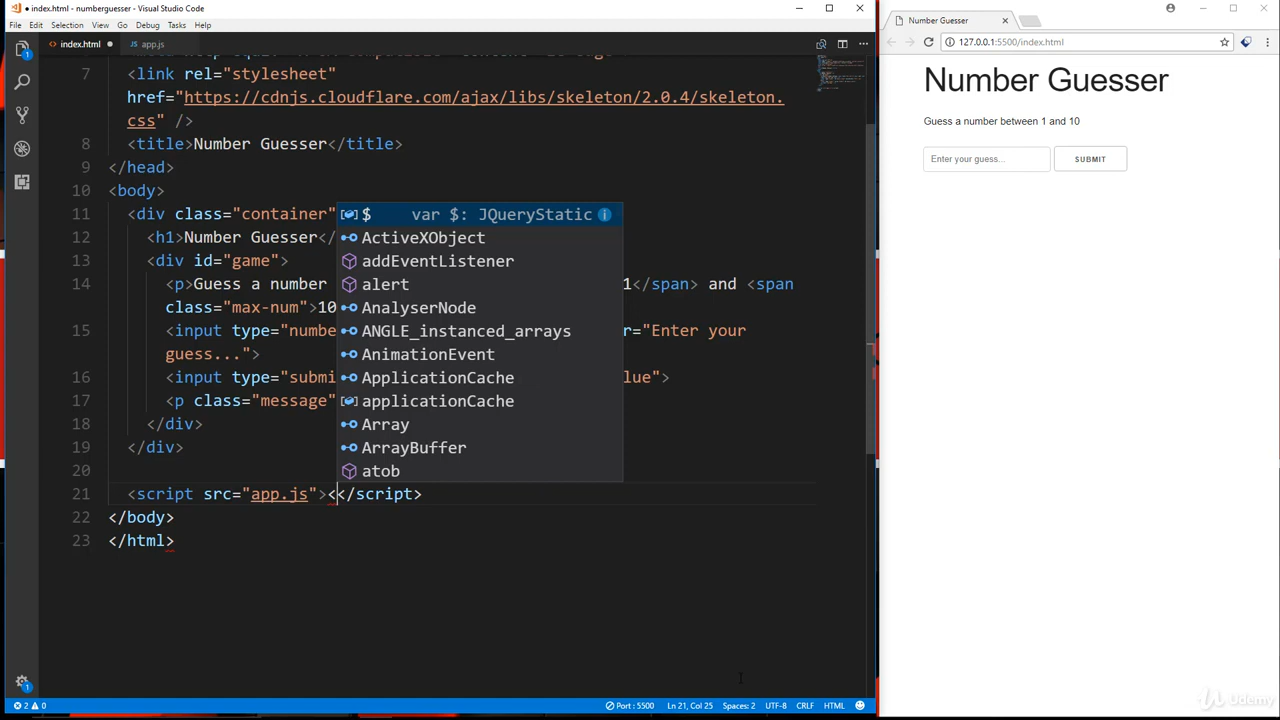 index.html - numberguesser - Visual Studio Code
File Edit Selection View Go Debug Tasks Help
index.html
JS app.js
7 <link rel="stylesheet"
href="https://cdnjs.cloudflare.com/ajax/libs/skeleton/2.0.4/skeleton.
css" />
8 <title>Number Guesser</title>
9 </head>
10 <body>
11 <div class="container"
12 <h1>Number Guesser</
13 <div id="game">
14 <p>Guess a number 1</span> and <span
class="max-num">10
15 <input type="numbe r="Enter your
guess...">
16 <input type="submi lue">
17 <p class="message"
18 </div>
19 </div>
20
21 <script src="app.js"><</script>
22 </body>
23 </html>
$ var $: JQueryStatic
ActiveXObject
addEventListener
alert
AnalyserNode
ANGLE_instanced_arrays
AnimationEvent
ApplicationCache
applicationCache
Array
ArrayBuffer
atob
1
1
2 0
Port : 5500 Ln 21, Col 25 Spaces: 2 UTF-8 CRLF HTML
Number Guesser
127.0.0.1:5500/index.html
Number Guesser
Guess a number between 1 and 10
Enter your guess...
SUBMIT
Udemy